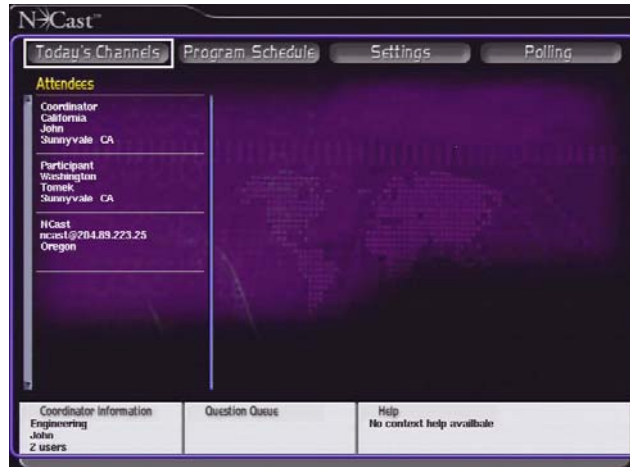 NCast™
Today's Channels Program Schedule Settings Polling
Attendees
Coordinator
California
John
Sunnyvale CA
Participant
Washington
Tomek
Sunnyvale CA
NCast
ncast@204.89.223.25
Oregon
Coordinator Information
Engineering
John
2 users
Question Queue
Help
No context help availbale